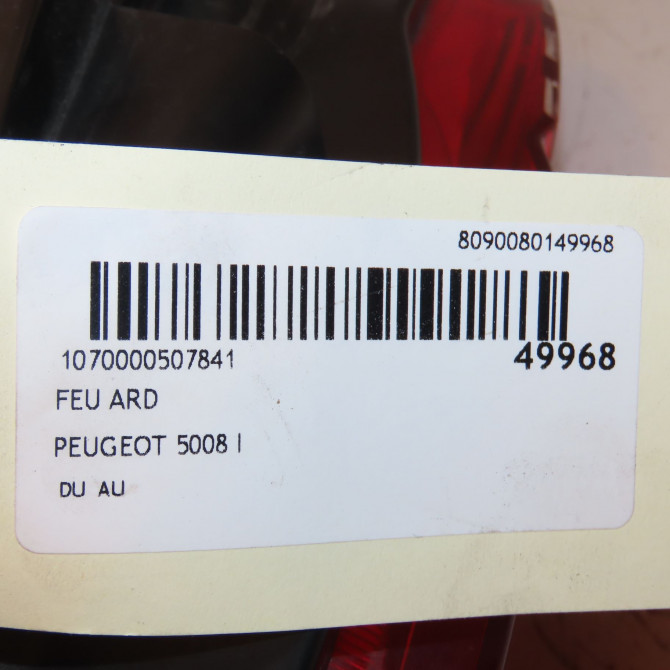 8090080149968
1070000507841
49968
FEU ARD
PEUGEOT 5008 I
DU AU